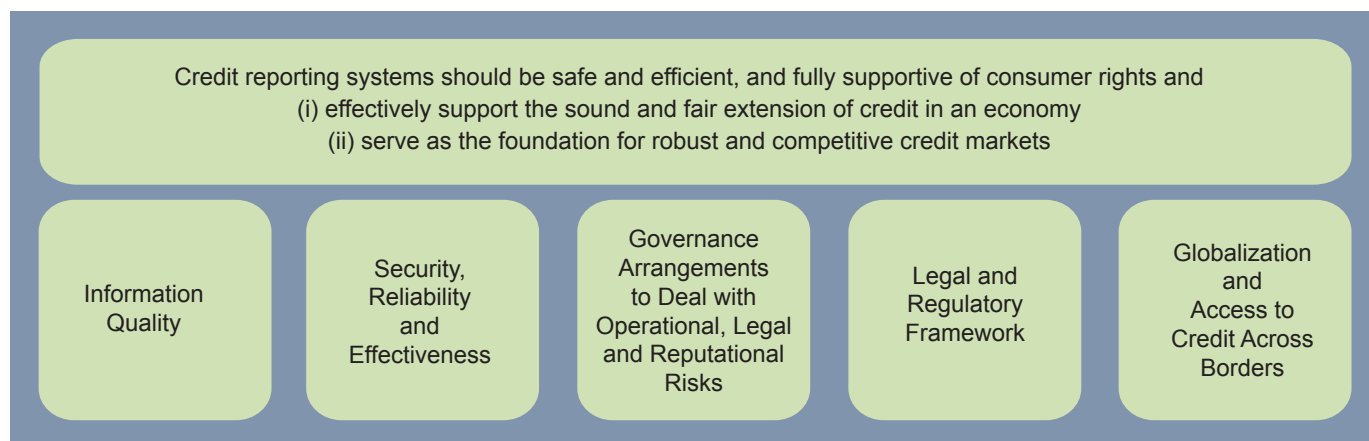 Credit reporting systems should be safe and efficient, and fully supportive of consumer rights and
(i) effectively support the sound and fair extension of credit in an economy
(ii) serve as the foundation for robust and competitive credit markets
Information
Quality
Security,
Reliability
and
Effectiveness
Governance
Arrangements
to Deal with
Operational, Legal
and Reputational
Risks
Legal and
Regulatory
Framework
Globalization
and
Access to
Credit Across
Borders